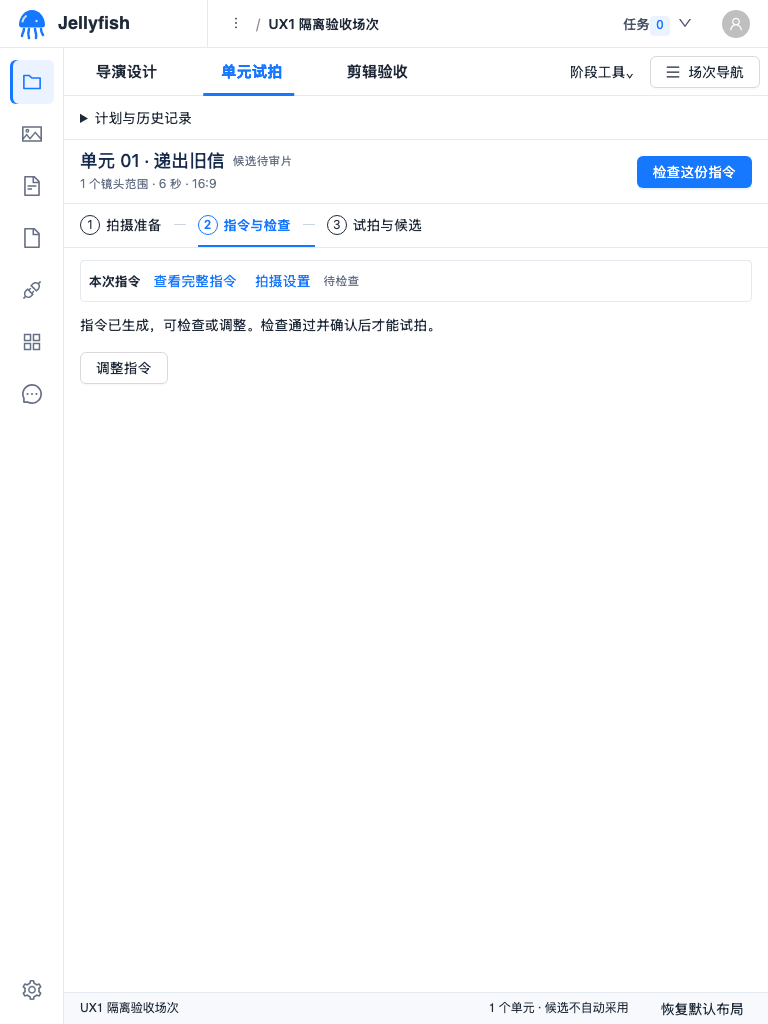 Jellyfish
/ UX1 隔离验收场次
任务 0
导演设计 单元试拍 剪辑验收 阶段工具 场次导航
计划与历史记录
单元 01 · 递出旧信 候选待审片
1 个镜头范围 · 6 秒 · 16:9
检查这份指令
1 拍摄准备 — 2 指令与检查 — 3 试拍与候选
本次指令 查看完整指令 拍摄设置 待检查
指令已生成，可检查或调整。检查通过并确认后才能试拍。
调整指令
UX1 隔离验收场次 1 个单元 · 候选不自动采用 恢复默认布局